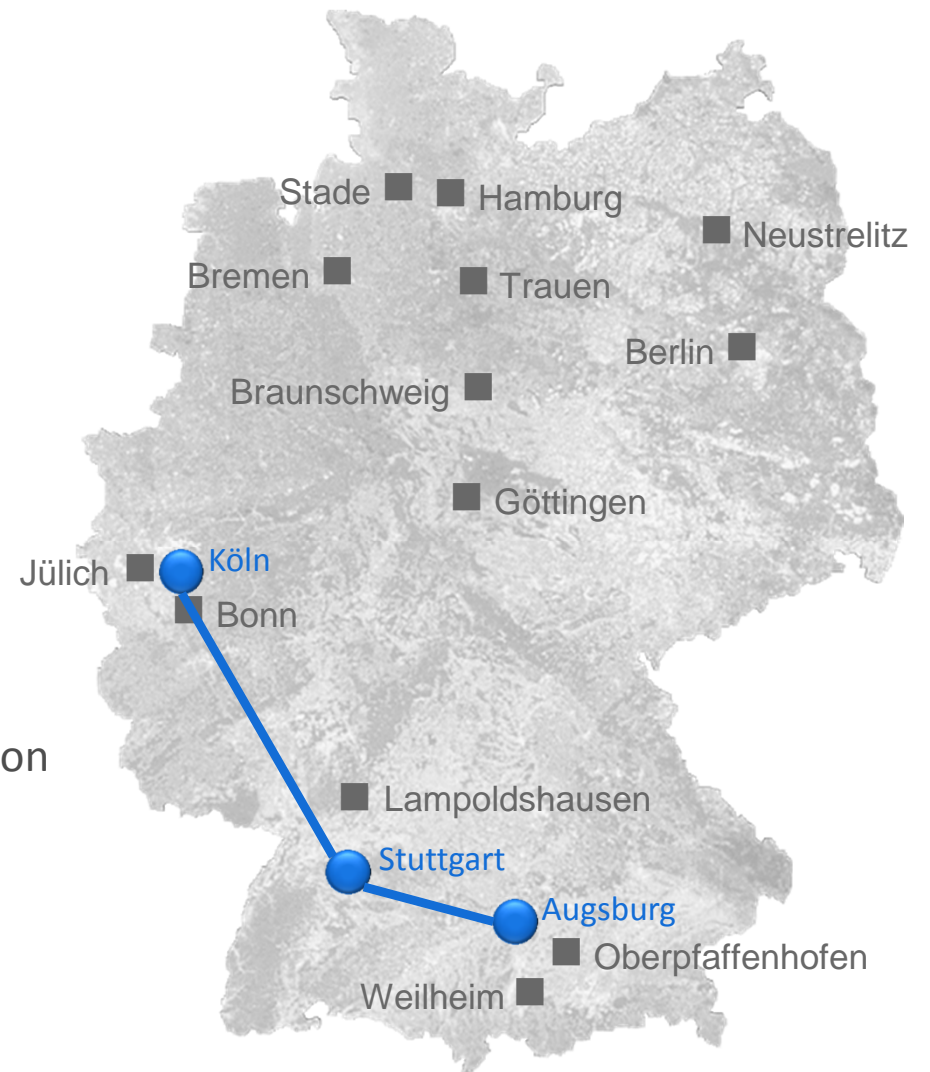 Stade
Hamburg
Neustrelitz
Bremen
Trauen
Berlin
Braunschweig
Göttingen
Köln
Jülich
Bonn
on
Lampoldshausen
Stuttgart
Augsburg
Oberpfaffenhofen
Weilheim